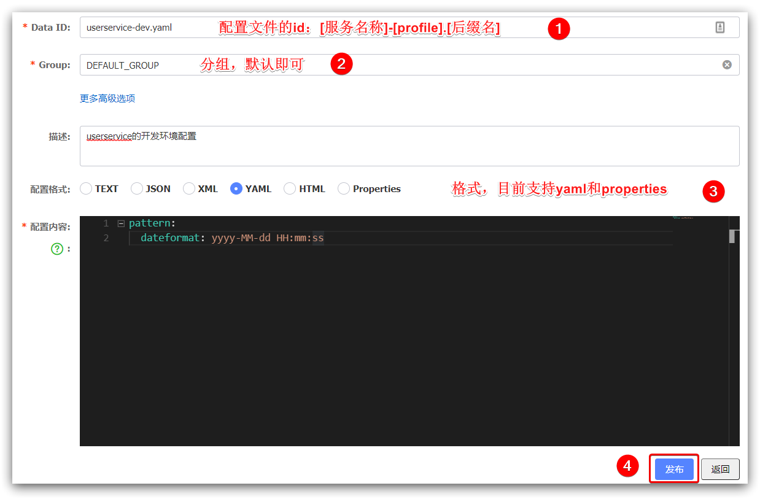 * Data ID: userservice-dev.yaml 配置文件的id：[服务名称]-[profile].[后缀名] 1
* Group: DEFAULT_GROUP 分组，默认即可 2
更多高级选项
描述: userservice的开发环境配置
配置格式: TEXT JSON XML YAML HTML Properties 格式，目前支持yaml和properties 3
* 配置内容: 1 pattern:
? : 2 dateformat: yyyy-MM-dd HH:mm:ss
4 发布 返回